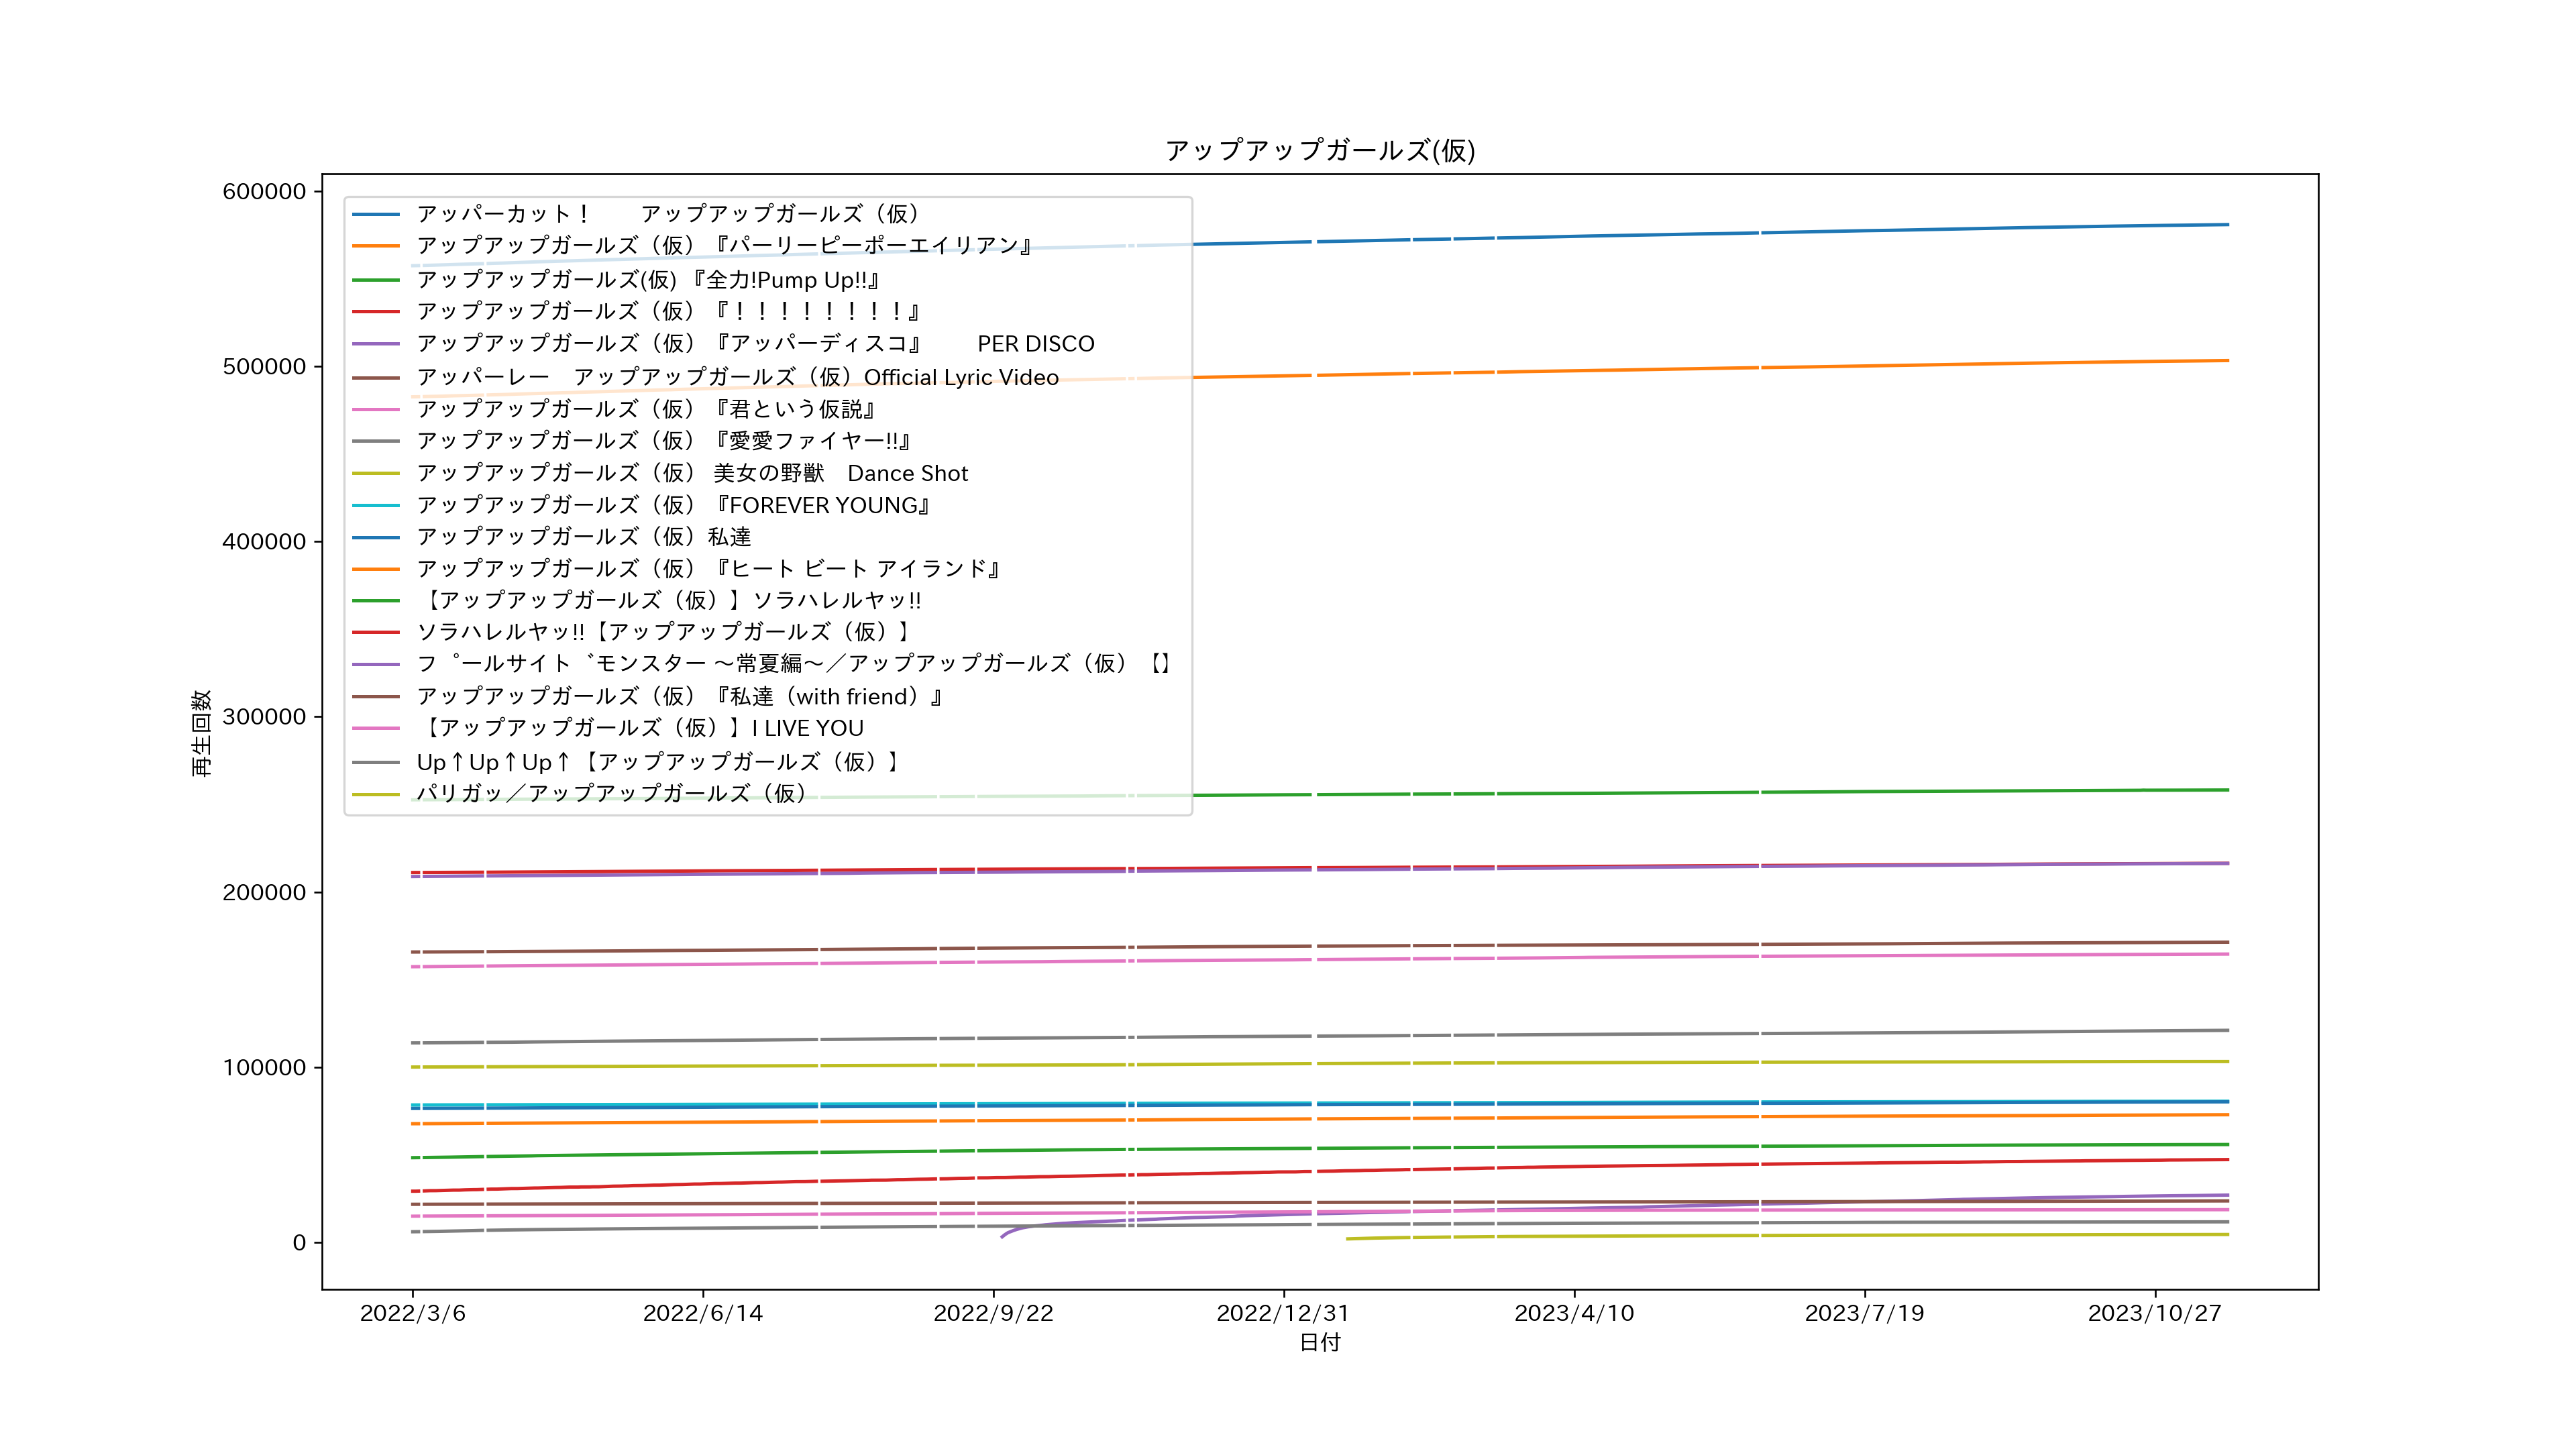 アップアップガールズ(仮)
600000
500000
400000
300000
200000
100000
0
再生回数
アッパーカット！　　アップアップガールズ（仮）
アップアップガールズ（仮）『パーリーピーポーエイリアン』
アップアップガールズ(仮) 『全力!Pump Up!!』
アップアップガールズ（仮）『！！！！！！！！』
アップアップガールズ（仮）『アッパーディスコ』　　PER DISCO
アッパーレー　アップアップガールズ（仮）Official Lyric Video
アップアップガールズ（仮）『君という仮説』
アップアップガールズ（仮）『愛愛ファイヤー!!』
アップアップガールズ（仮） 美女の野獣　Dance Shot
アップアップガールズ（仮）『FOREVER YOUNG』
アップアップガールズ（仮）私達
アップアップガールズ（仮）『ヒート ビート アイランド』
【アップアップガールズ（仮）】ソラハレルヤッ!!
ソラハレルヤッ!!【アップアップガールズ（仮）】
フ゜ールサイト゛モンスター 〜常夏編〜／アップアップガールズ（仮）【】
アップアップガールズ（仮）『私達（with friend）』
【アップアップガールズ（仮）】I LIVE YOU
Up↑Up↑Up↑【アップアップガールズ（仮）】
パリガッ／アップアップガールズ（仮）
2022/3/6 2022/6/14 2022/9/22 2022/12/31 2023/4/10 2023/7/19 2023/10/27
日付